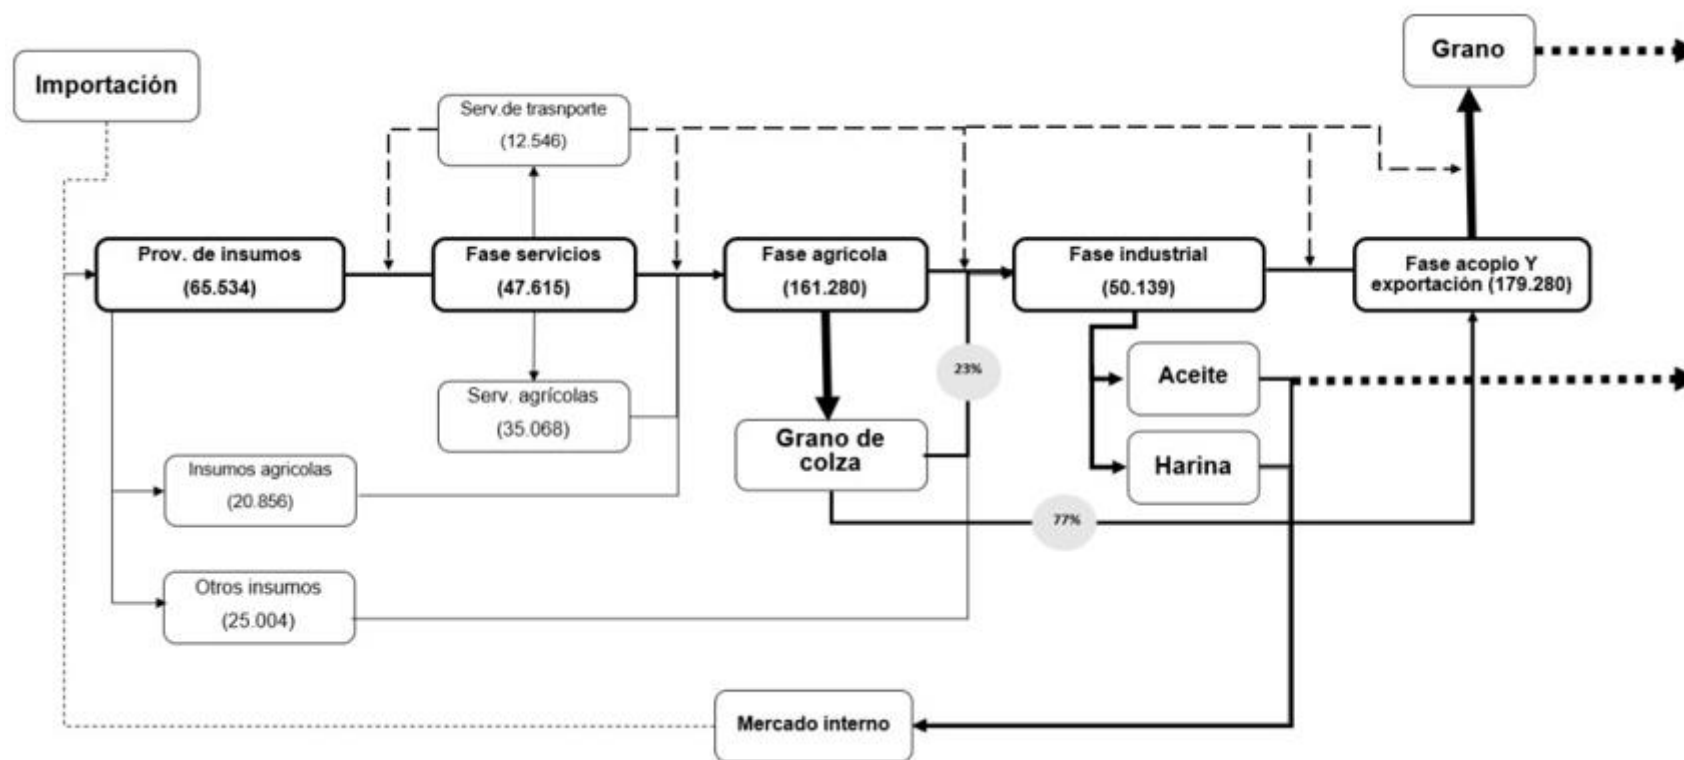 Grano
Importación
Serv.de trasnporte
(12.546)
Prov. de insumos
(65.534)
Fase servicios
(47.615)
Fase agrícola
(161.280)
Fase industrial
(50.139)
Fase acopio Y
exportación (179.280)
23%
Aceite
Serv. agrícolas
(35.068)
Grano de
colza
Harina
Insumos agricolas
(20.856)
77%
Otros insumos
(25.004)
Mercado interno